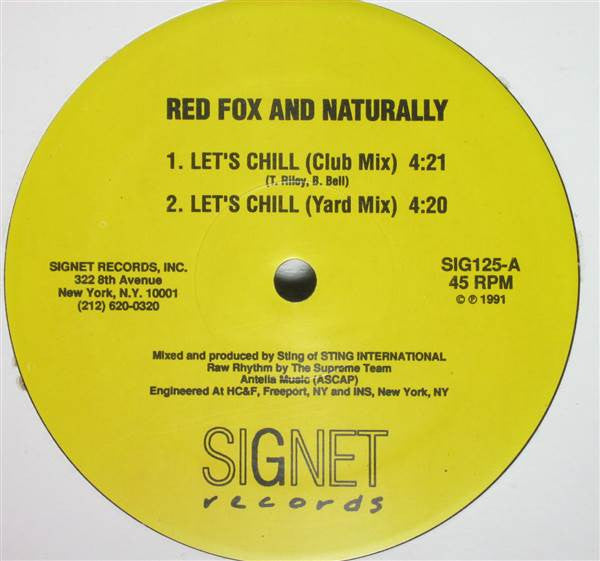 RED FOX AND NATURALLY
1. LET'S CHILL (Club Mix) 4:21
(T. Riley, B. Bell)
2. LET'S CHILL (Yard Mix) 4:20
SIGNET RECORDS, INC.
322 8th Avenue
New York, N.Y. 10001
(212) 620-0320
SIG125-A
45 RPM
© ℗ 1991
Mixed and produced by Sting of STING INTERNATIONAL
Raw Rhythm by The Supreme Team
Antelia Music (ASCAP)
Engineered At HC&F, Freeport, NY and INS, New York, NY
SIGNET
records